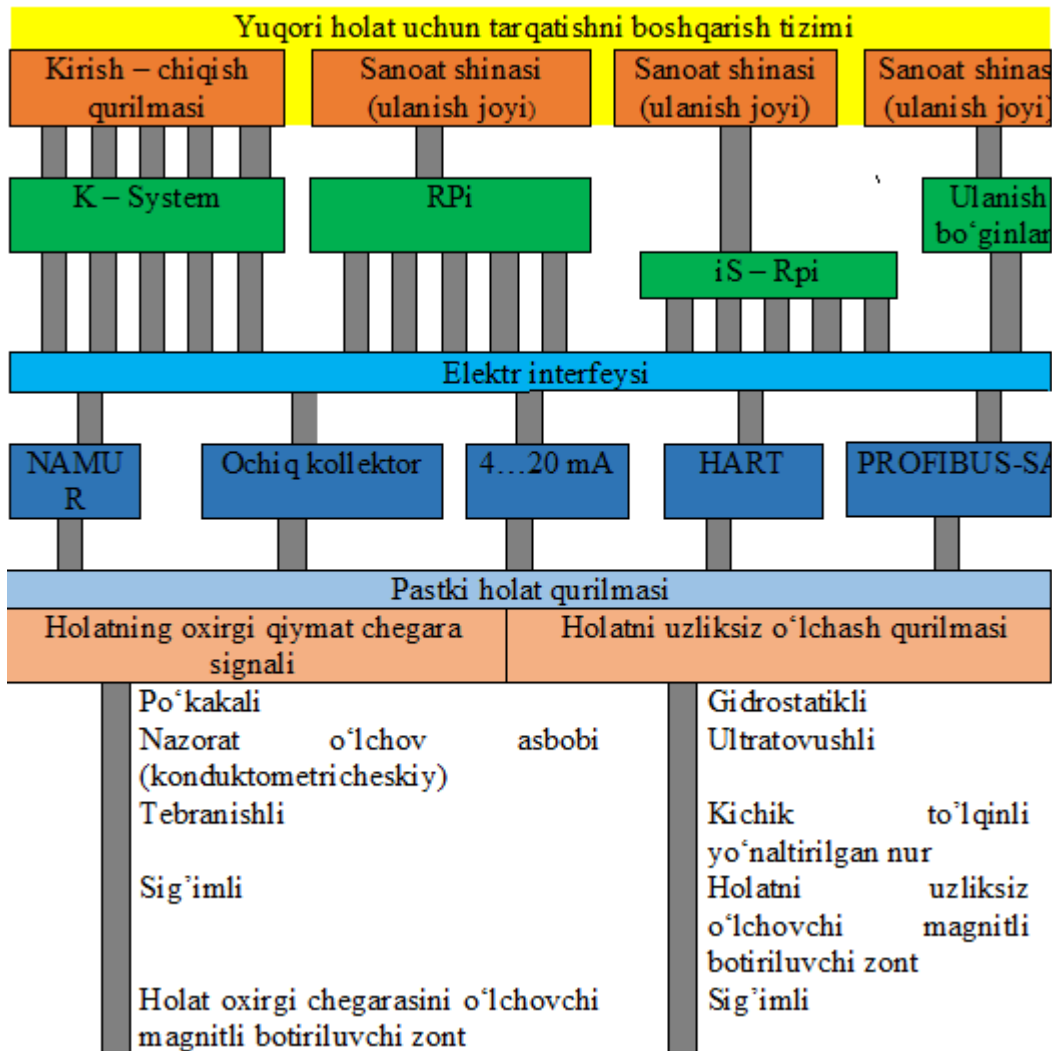 Yuqori holat uchun tarqatishni boshqarish tizimi
Kirish – chiqish
qurilmasi
Sanoat shinasi
(ulanish joyi)
Sanoat shinasi
(ulanish joyi)
Sanoat shinas
(ulanish joyi)
K – System
RPi
Ulanish
bo‘ginlar
iS – Rpi
Elektr interfeysi
NAMU
R
Ochiq kollektor
4…20 mA
HART
PROFIBUS-SA
Pastki holat qurilmasi
Holatning oxirgi qiymat chegara
signali
Holatni uzliksiz o‘lchash qurilmasi
Po‘kakali
Nazorat o‘lchov asbobi
(konduktometricheskiy)
Tebranishli
Sig’imli
Holat oxirgi chegarasini o‘lchovchi
magnitli botiriluvchi zont
Gidrostatikli
Ultratovushli
Kichik to’lqinli
yo‘naltirilgan nur
Holatni uzliksiz
o‘lchovchi magnitli
botiriluvchi zont
Sig’imli